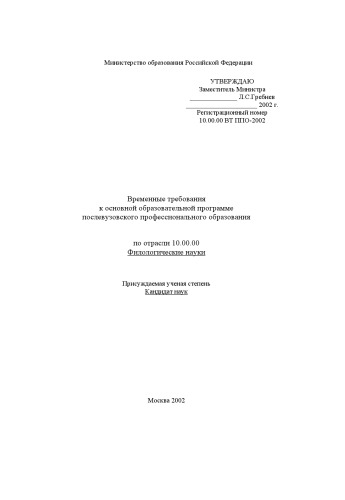 Министерство образования Российской Федерации
УТВЕРЖДАЮ
Заместитель Министра
______________ Л.С.Гребнев
_____________________ 2002 г.
Регистрационный номер
10.00.00 ВТ ППО-2002
Временные требования
к основной образовательной программе
послевузовского профессионального образования
по отрасли 10.00.00
Филологические науки
Присуждаемая ученая степень
Кандидат наук
Москва 2002